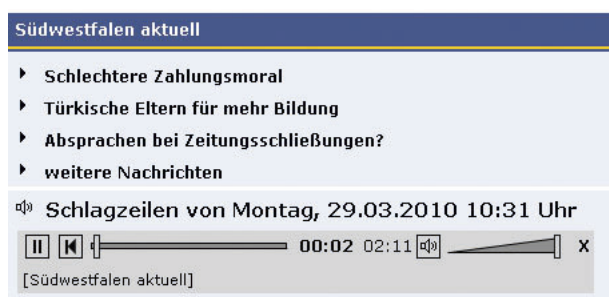 Südwestfalen aktuell
Schlechtere Zahlungsmoral
Türkische Eltern für mehr Bildung
Absprachen bei Zeitungsschließungen?
weitere Nachrichten
Schlagzeilen von Montag, 29.03.2010 10:31 Uhr
00:02 02:11 X
[Südwestfalen aktuell]